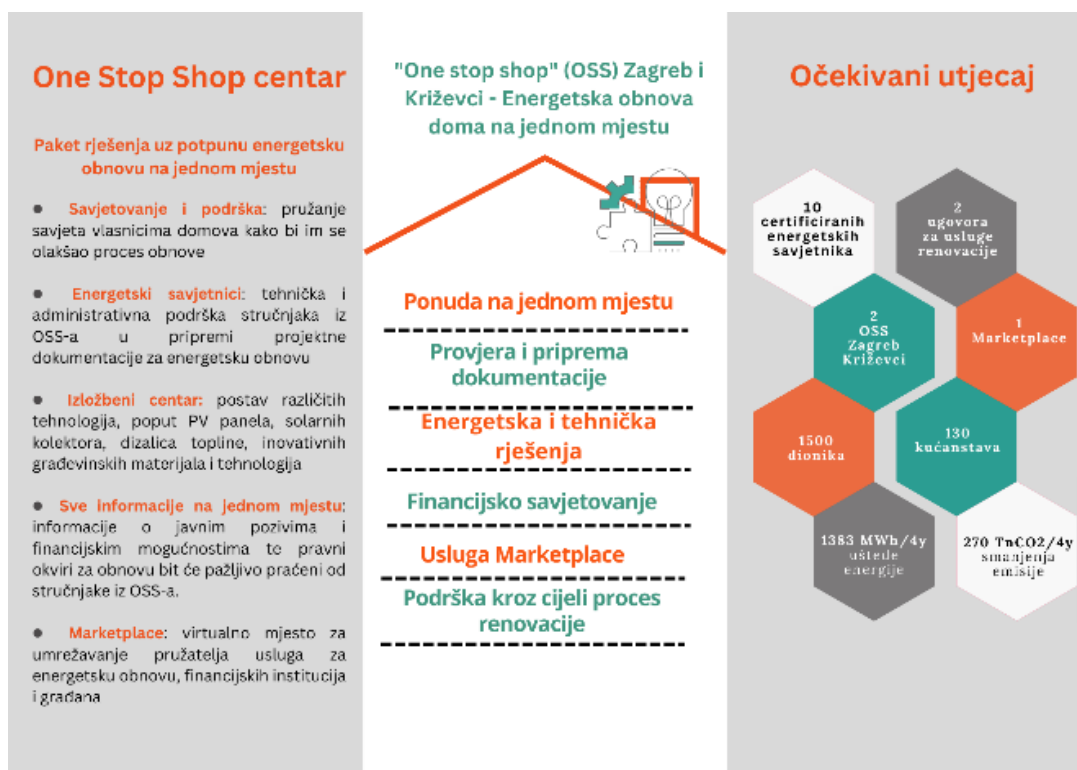 One Stop Shop centar
Paket rješenja uz potpunu energetsku
obnovu na jednom mjestu
● Savjetovanje i podrška: pružanje
savjeta vlasnicima domova kako bi im se
olakšao proces obnove
● Energetski savjetnici: tehnička i
administrativna podrška stručnjaka iz
OSS-a u pripremi projektne
dokumentacije za energetsku obnovu
● Izložbeni centar: postav različitih
tehnologija, poput PV panela, solarnih
kolektora, dizalica topline, inovativnih
građevinskih materijala i tehnologija
● Sve informacije na jednom mjestu:
informacije o javnim pozivima i
financijskim mogućnostima te pravni
okviri za obnovu bit će pažljivo praćeni od
stručnjake iz OSS-a.
● Marketplace: virtualno mjesto za
umrežavanje pružatelja usluga za
energetsku obnovu, financijskih institucija
i građana
"One stop shop" (OSS) Zagreb i
Križevci - Energetska obnova
doma na jednom mjestu
Ponuda na jednom mjestu
Provjera i priprema
dokumentacije
Energetska i tehnička
rješenja
Financijsko savjetovanje
Usluga Marketplace
Podrška kroz cijeli proces
renovacije
Očekivani utjecaj
10
certificiranih
energetskih
savjetnika
2
ugovora
za usluge
renovacije
2
OSS
Zagreb
Križevci
1
Marketplace
1500
dionika
130
kućanstava
1383 MWh/4y
uštede
energije
270 TnCO2/4y
smanjenja
emisije